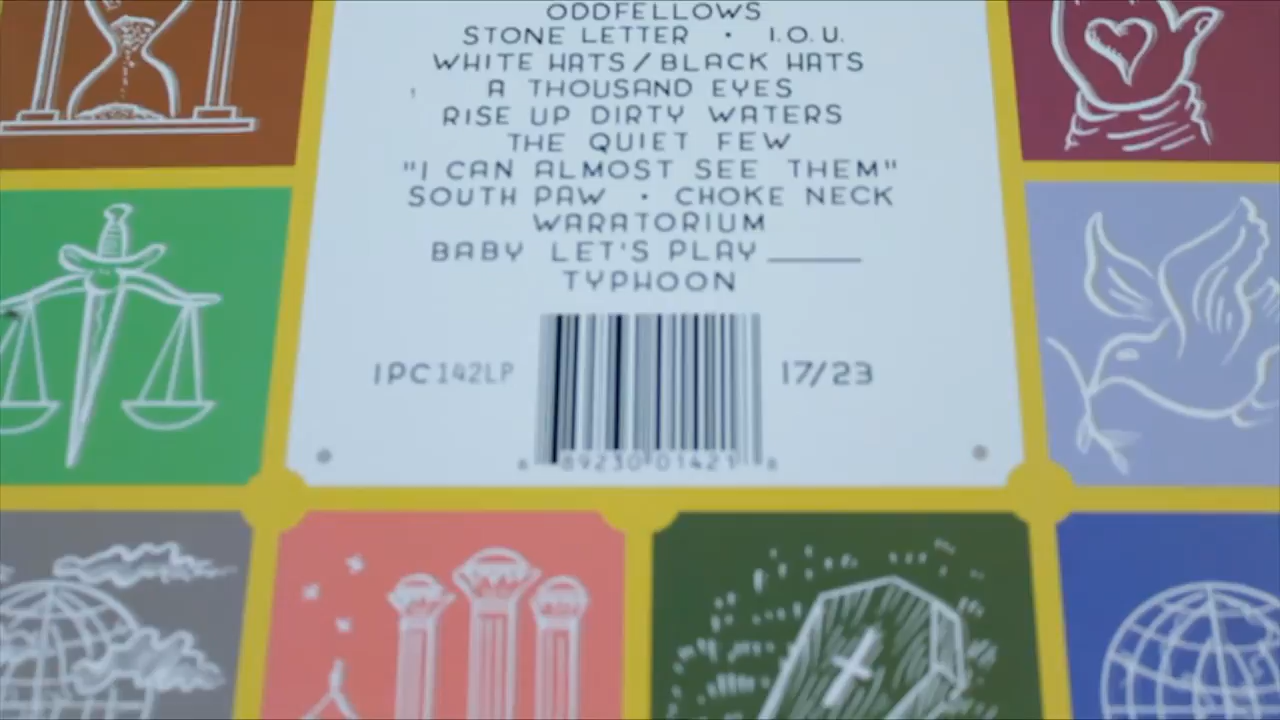 ODDFELLOWS
STONE LETTER • I.O.U.
WHITE HATS/BLACK HATS
A THOUSAND EYES
RISE UP DIRTY WATERS
THE QUIET FEW
"I CAN ALMOST SEE THEM"
SOUTH PAW • CHOKE NECK
WARATORIUM
BABY LET'S PLAY ______
TYPHOON
IPC142LP
17/23
8 89230 01421 8